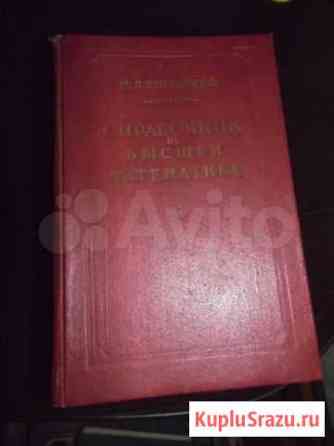 СПРАВОЧНИК
ПО
ВЫСШЕЙ
МАТЕМАТИКЕ
Avito
KupluSrazu.ru